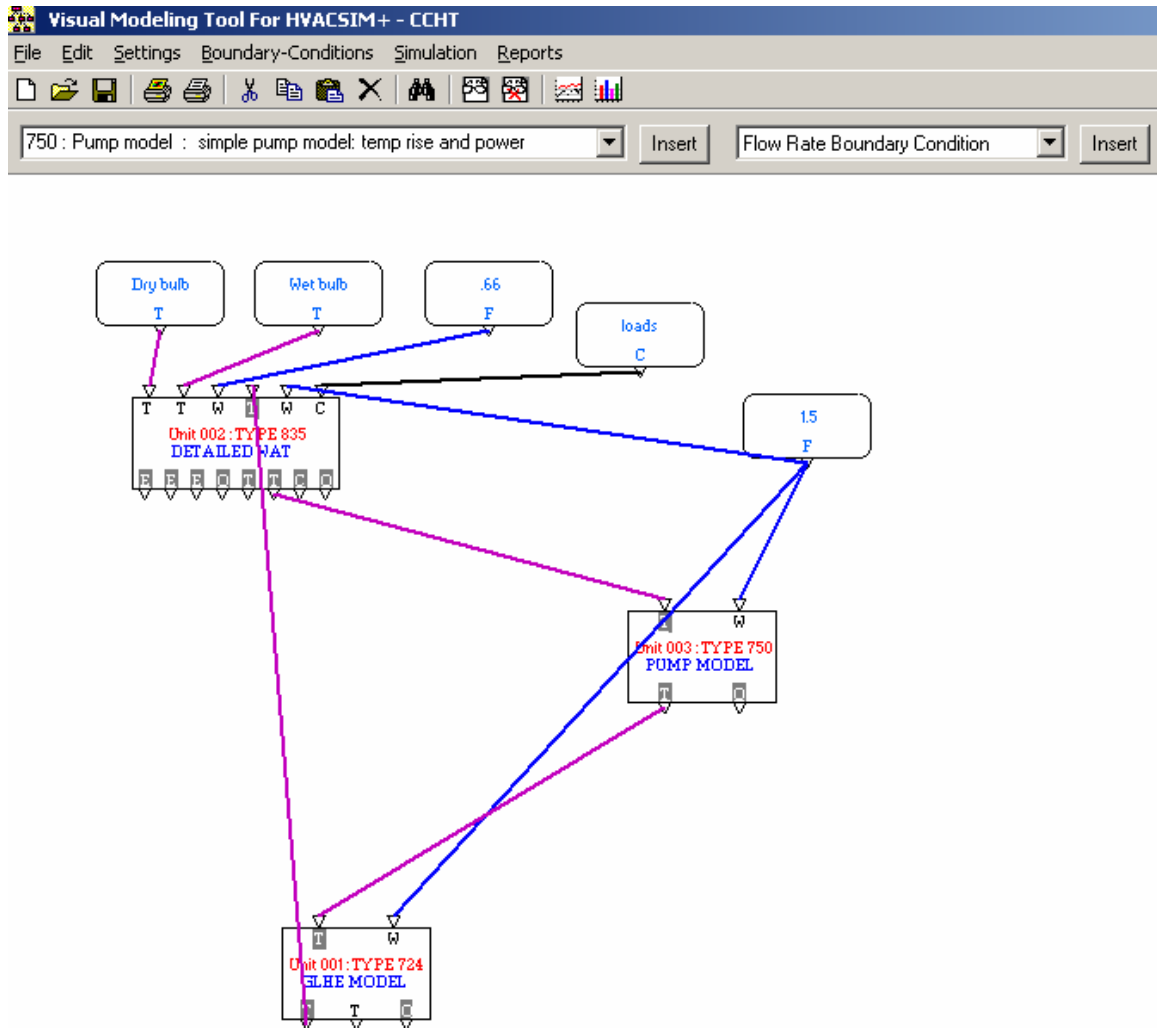 Visual Modeling Tool For HVACSIM+ - CCHT
File Edit Settings Boundary-Conditions Simulation Reports
750 : Pump model : simple pump model: temp rise and power Insert Flow Rate Boundary Condition Insert
Dry bulb
T
Wet bulb
T
.66
F
loads
C
1.5
F
T T W T W C
Unit 002 : TYPE 835
DETAILED WAT
E E E Q T T C Q
T W
Unit 003 : TYPE 750
PUMP MODEL
T Q
T W
Unit 001 : TYPE 724
GLHE MODEL
T T C